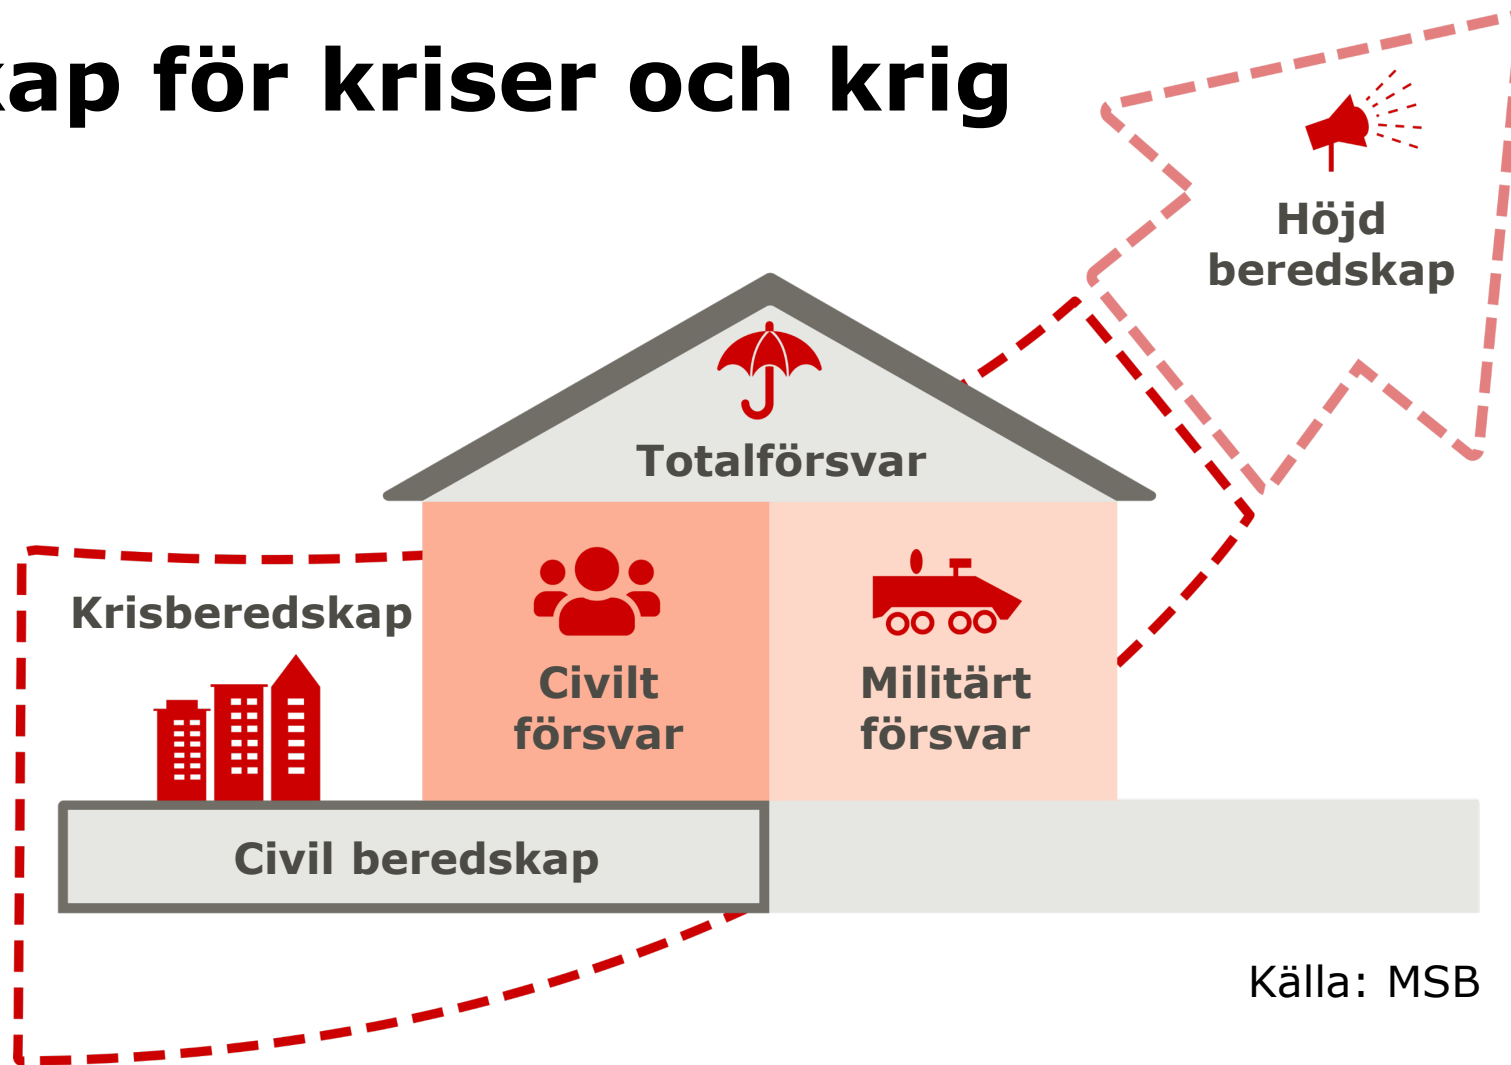 kap för kriser och krig
Höjd
beredskap
Totalförsvar
Krisberedskap
Civilt
försvar
Militärt
försvar
Civil beredskap
Källa: MSB